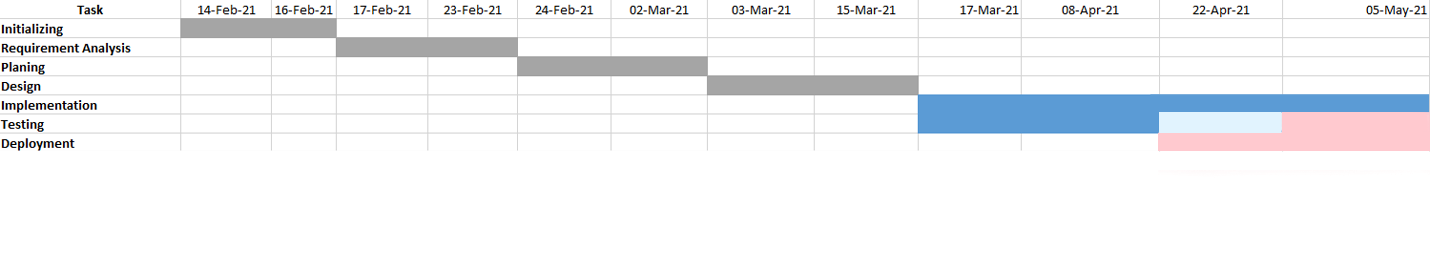 Task 14-Feb-21 16-Feb-21 17-Feb-21 23-Feb-21 24-Feb-21 02-Mar-21 03-Mar-21 15-Mar-21 17-Mar-21 08-Apr-21 22-Apr-21 05-May-21
Initializing
Requirement Analysis
Planing
Design
Implementation
Testing
Deployment